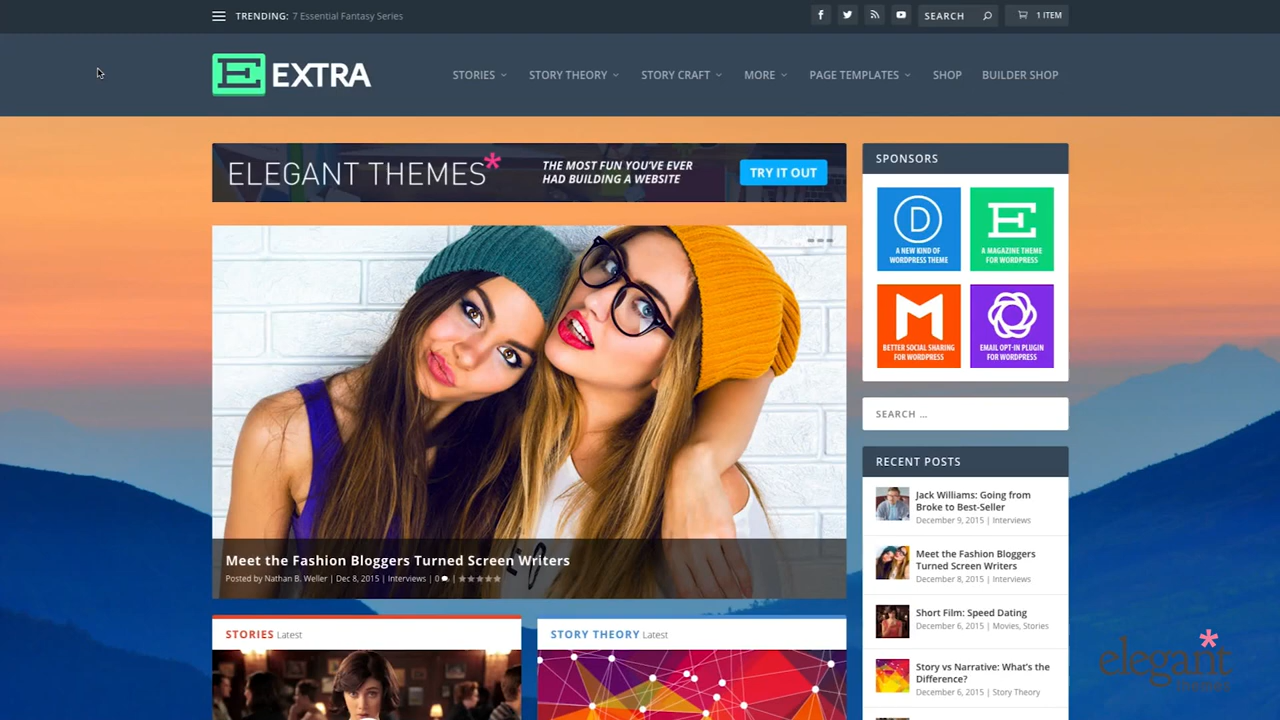 TRENDING: 7 Essential Fantasy Series
SEARCH
1 ITEM
E EXTRA
STORIES
STORY THEORY
STORY CRAFT
MORE
PAGE TEMPLATES
SHOP
BUILDER SHOP
ELEGANT THEMES*
THE MOST FUN YOU'VE EVER
HAD BUILDING A WEBSITE
TRY IT OUT
SPONSORS
D
A NEW KIND OF
WORDPRESS THEME
E
A MAGAZINE THEME
FOR WORDPRESS
M
BETTER SOCIAL SHARING
FOR WORDPRESS
EMAIL OPT-IN PLUGIN
FOR WORDPRESS
SEARCH ...
Meet the Fashion Bloggers Turned Screen Writers
Posted by Nathan B. Weller | Dec 8, 2015 | Interviews | 0
RECENT POSTS
Jack Williams: Going from
Broke to Best-Seller
December 9, 2015 | Interviews
Meet the Fashion Bloggers
Turned Screen Writers
December 8, 2015 | Interviews
Short Film: Speed Dating
December 6, 2015 | Movies, Stories
Story vs Narrative: What's the
Difference?
December 6, 2015 | Story Theory
STORIES Latest
STORY THEORY Latest
elegant*
themes